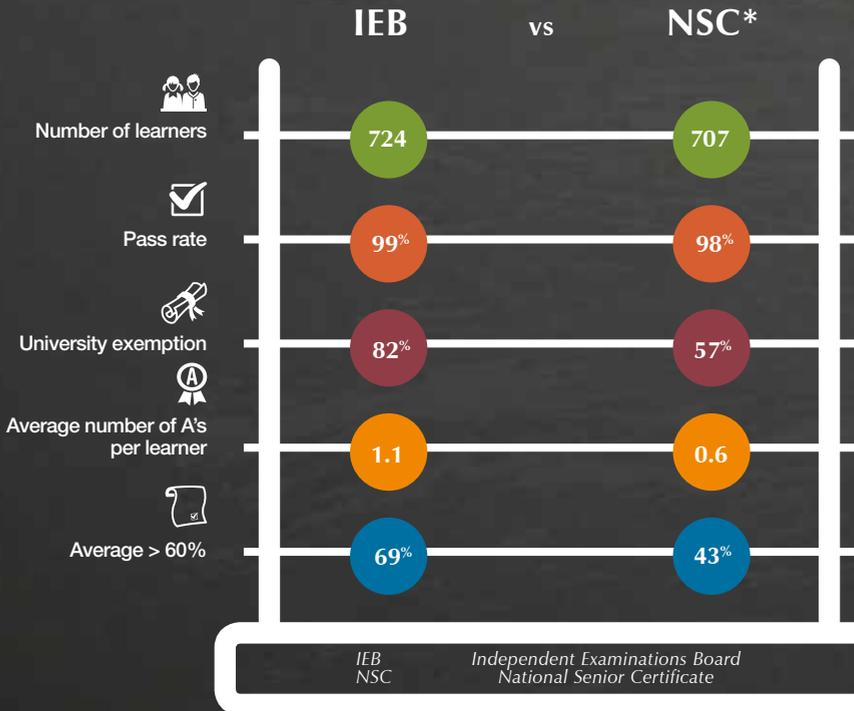 IEB vs NSC*
Number of learners 724 707
Pass rate 99% 98%
University exemption 82% 57%
A
Average number of A's
per learner 1.1 0.6
Average > 60% 69% 43%
IEB Independent Examinations Board
NSC National Senior Certificate